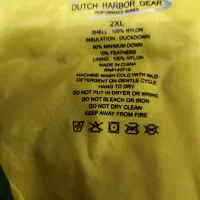 DUTCH HARBOR GEAR
PERFORMANCE SERIES
2XL
SHELL 100% NYLON
INSULATION DUCKDOWN
90% MINIMUM DOWN
10% FEATHERS
LINING 100% NYLON
MADE IN CHINA
RN#140719
MACHINE WASH COLD WITH MILD
DETERGENT ON GENTLE CYCLE
HANG TO DRY
DO NOT PUT IN DRYER OR WRING
DO NOT BLEACH OR IRON
DO NOT DRY CLEAN
KEEP AWAY FROM FIRE